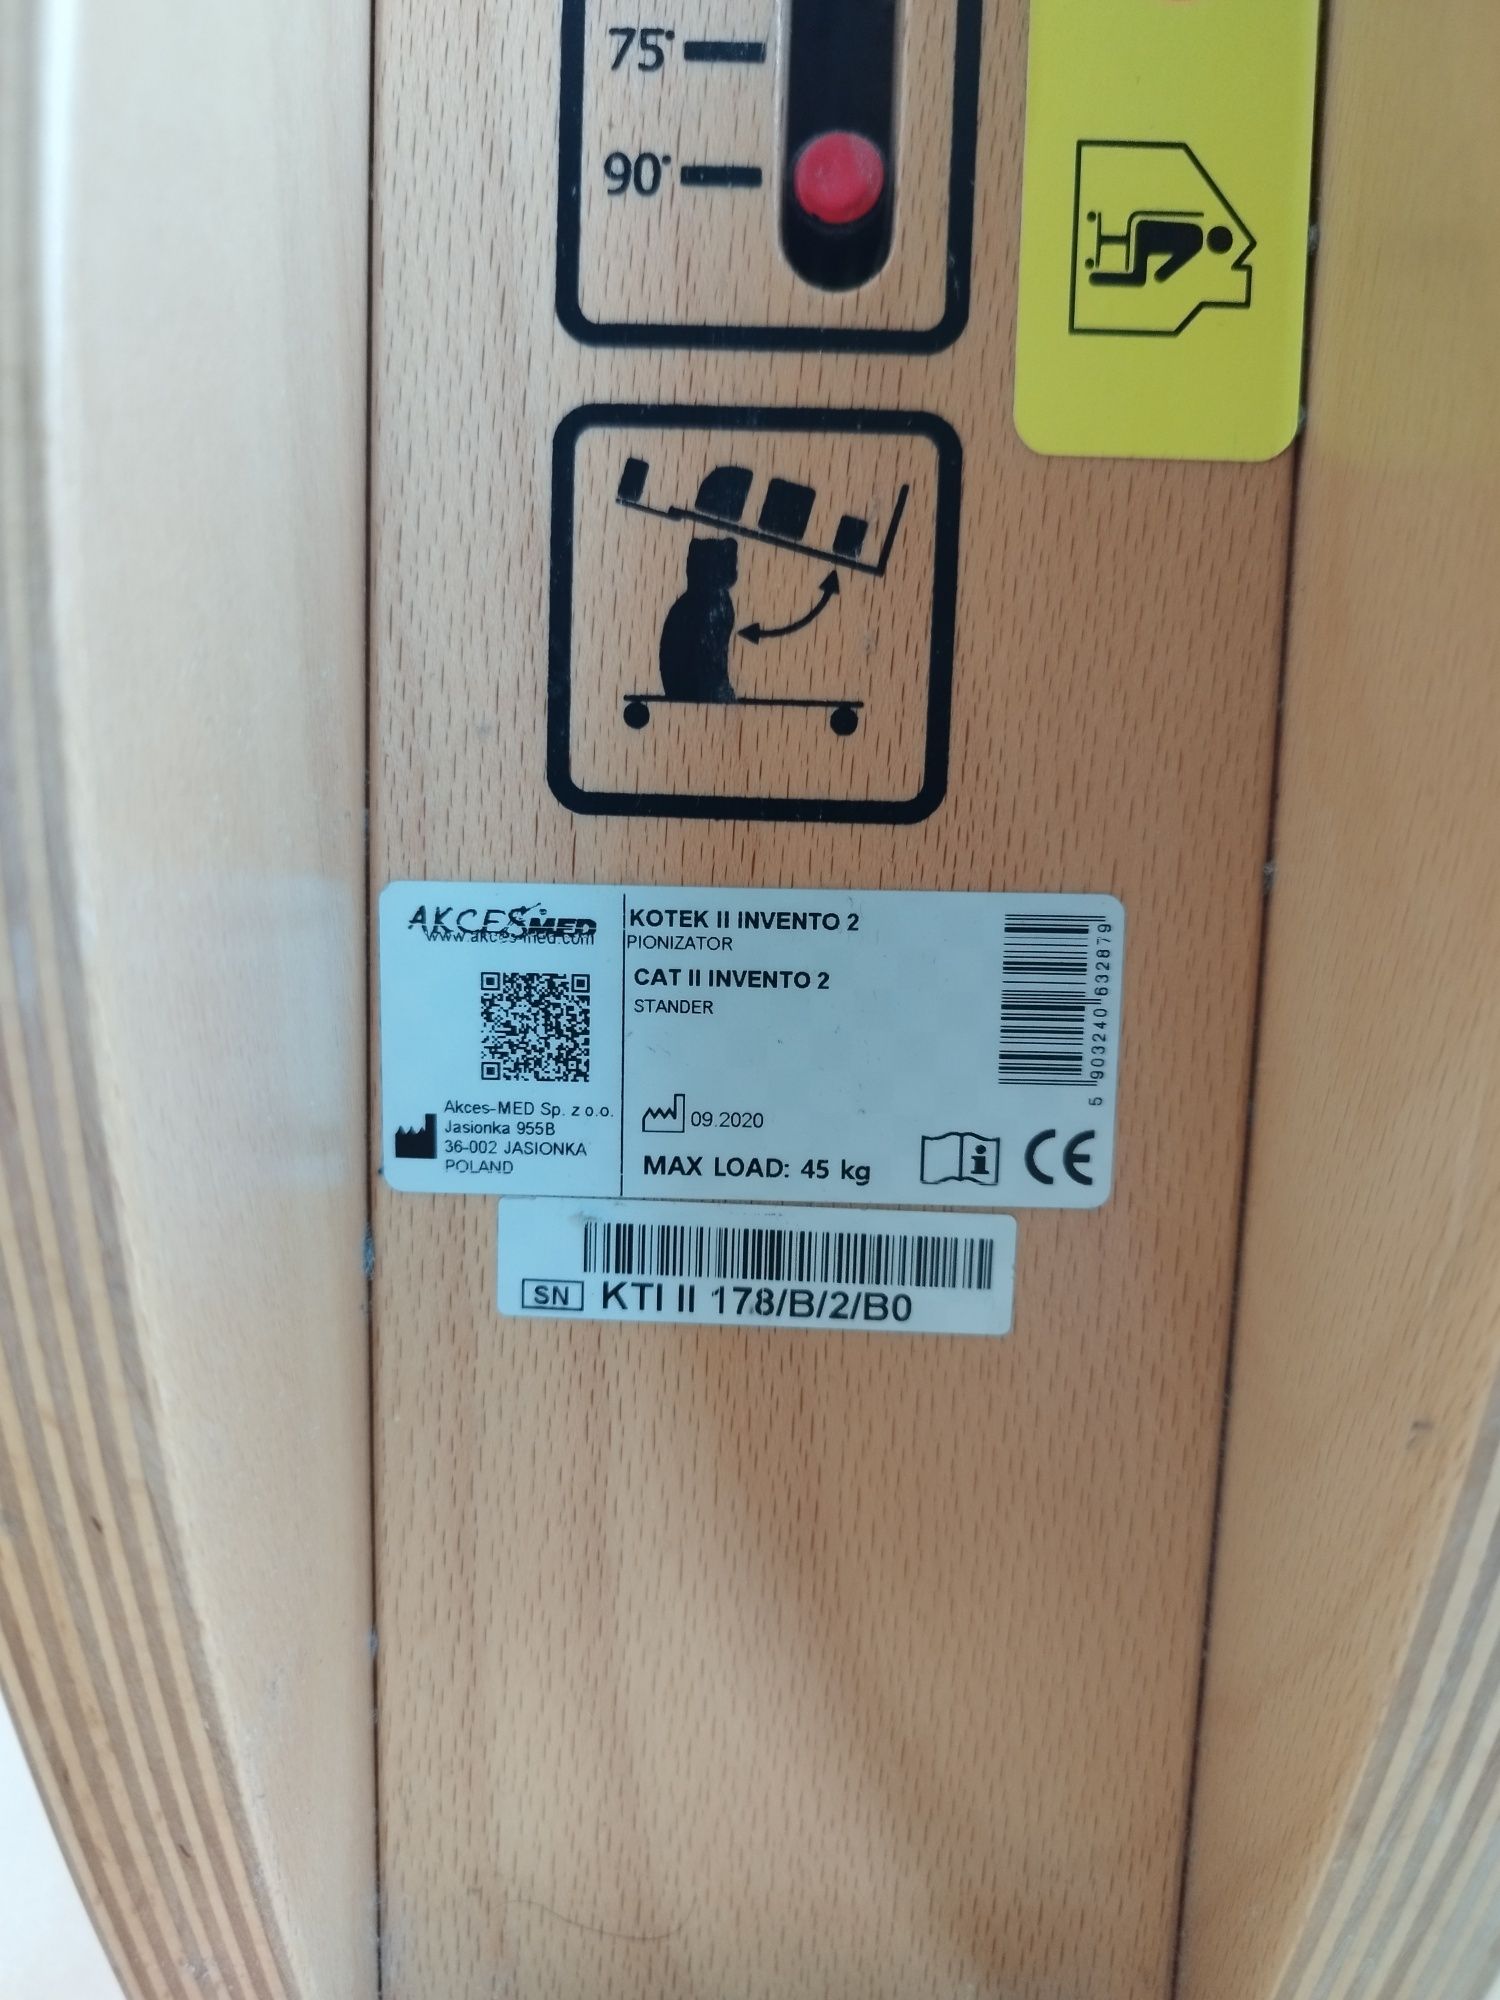 75°
90°
AKCES MED
www.akces-med.com
KOTEK II INVENTO 2
PIONIZATOR
CAT II INVENTO 2
STANDER
Akces-MED Sp. z o.o.
Jasionka 955B
36-002 JASIONKA
POLAND
09.2020
MAX LOAD: 45 kg
CE
5 903240 632879
SN KTI II 178/B/2/B0